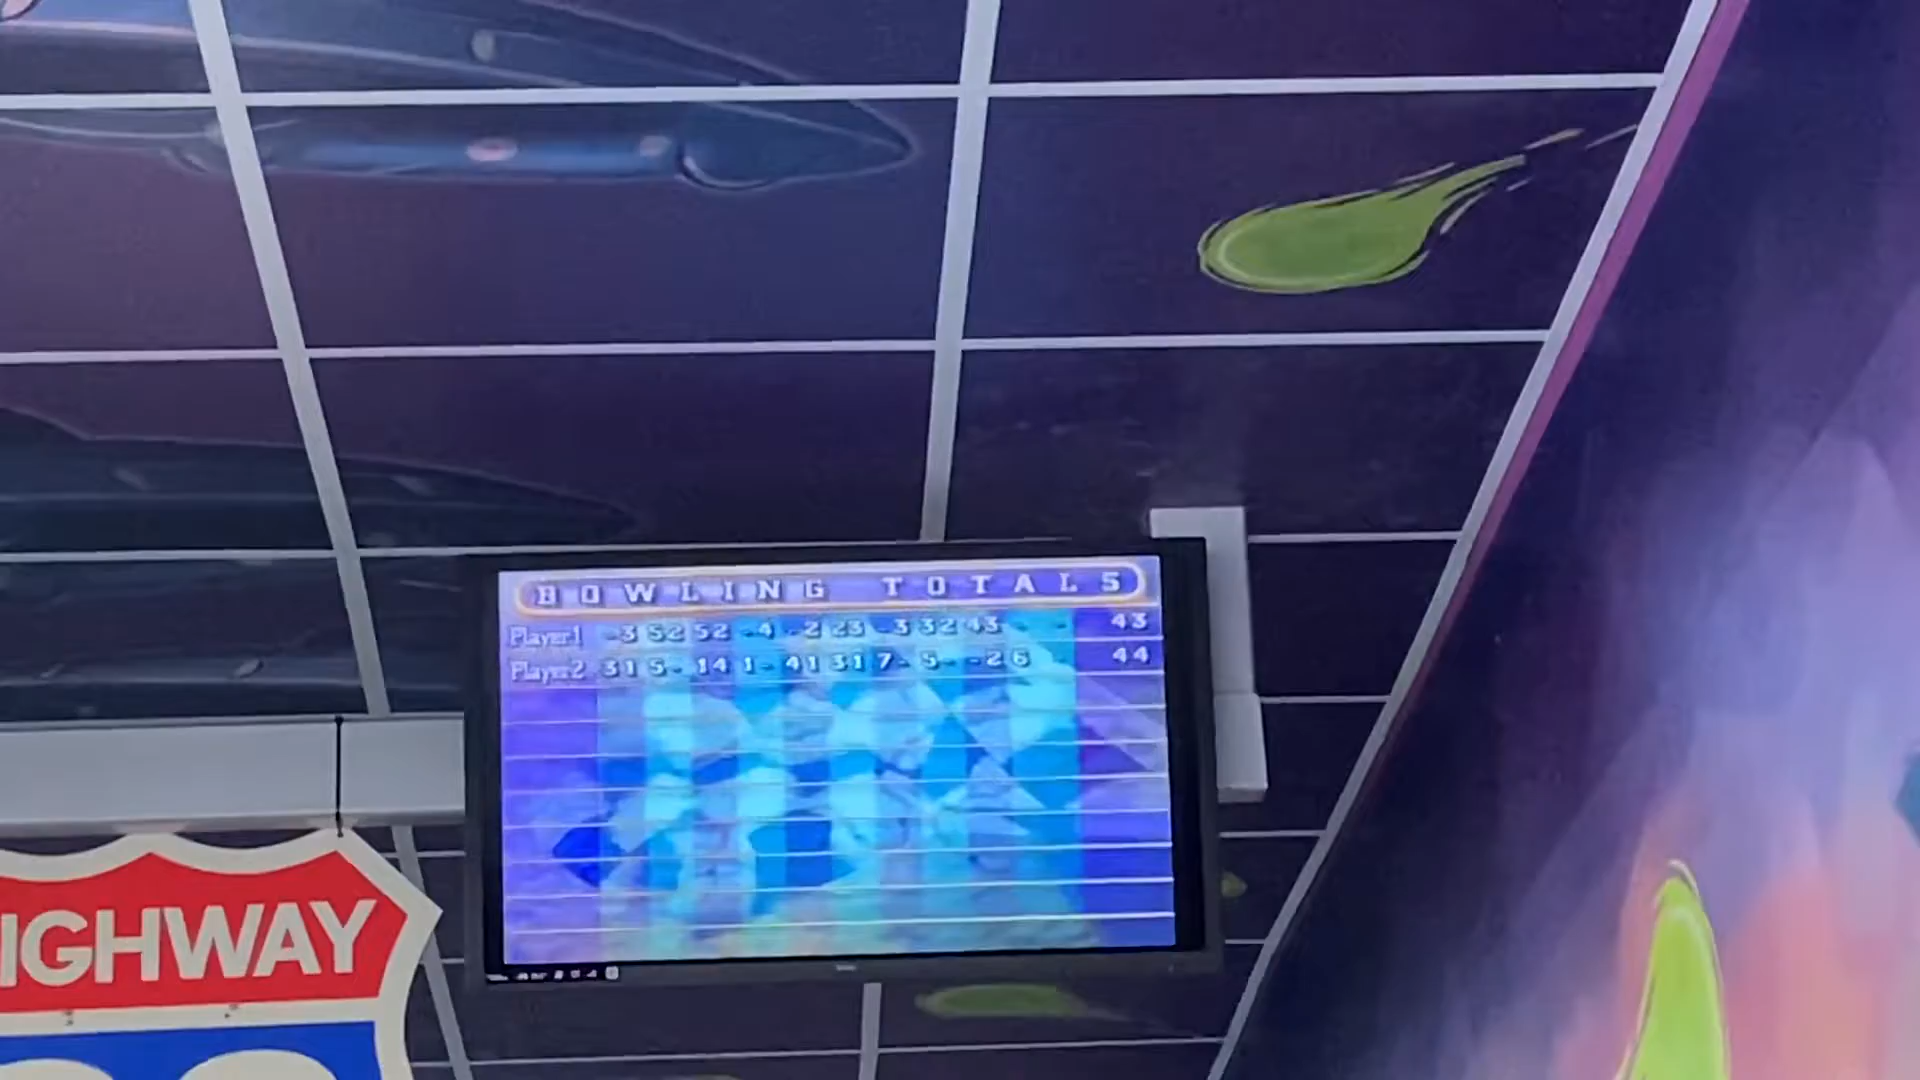 BOWLING TOTALS
Player1 -3 52 52 -4 -2 23 -3 32 43 - - 43
Player2 31 5- 14 1- 41 31 7- 5- -2 6 44
IGHWAY